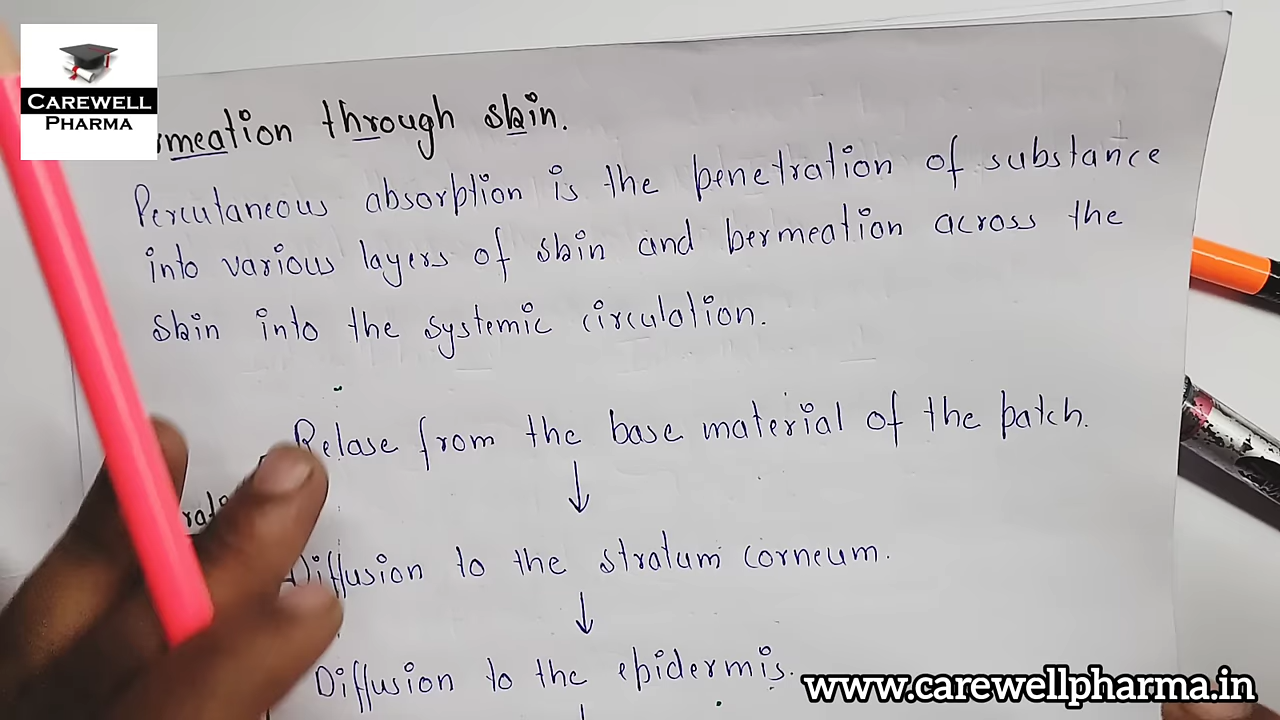 CAREWELL
PHARMA
rmeation through skin.
Percutaneous absorption is the penetration of substance
into various layers of skin and permeation across the
skin into the systemic circulation.
Relase from the base material of the patch.
Diffusion to the stratum corneum.
Diffusion to the epidermis.
www.carewellpharma.in